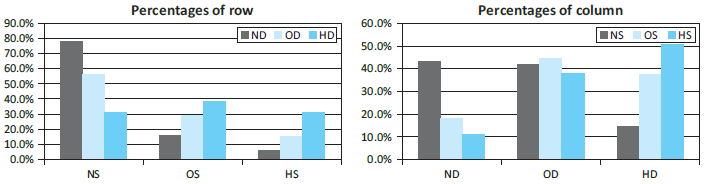 Percentages of row
90.0%
80.0%
70.0%
60.0%
50.0%
40.0%
30.0%
20.0%
10.0%
0.0%
ND OD HD
NS OS HS
Percentages of column
60.0%
50.0%
40.0%
30.0%
20.0%
10.0%
0.0%
NS OS HS
ND OD HD